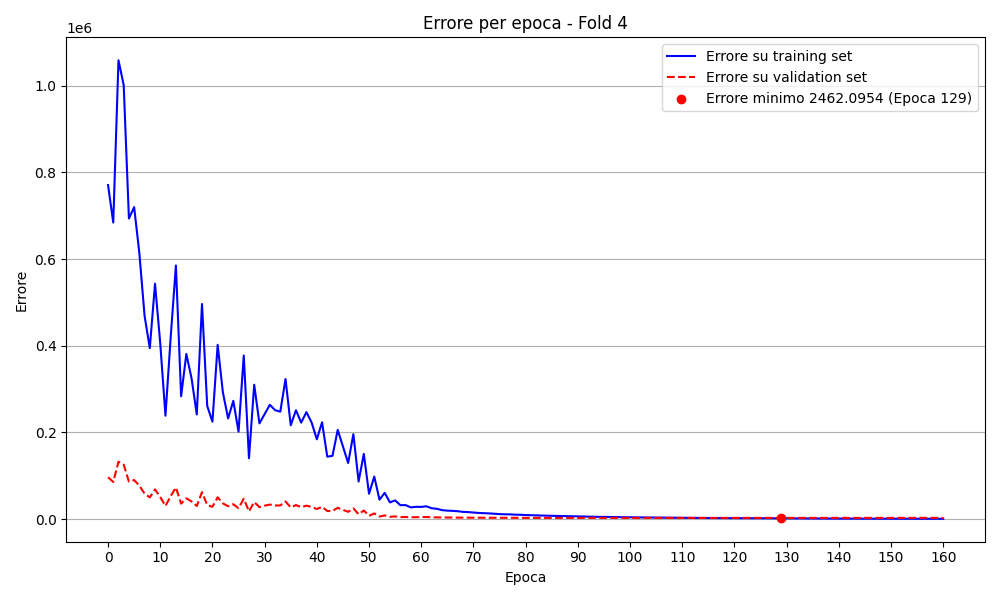 Errore per epoca - Fold 4
1e6
Errore su training set
Errore su validation set
Errore minimo 2462.0954 (Epoca 129)
1.0
0.8
0.6
0.4
0.2
0.0
Errore
0 10 20 30 40 50 60 70 80 90 100 110 120 130 140 150 160
Epoca